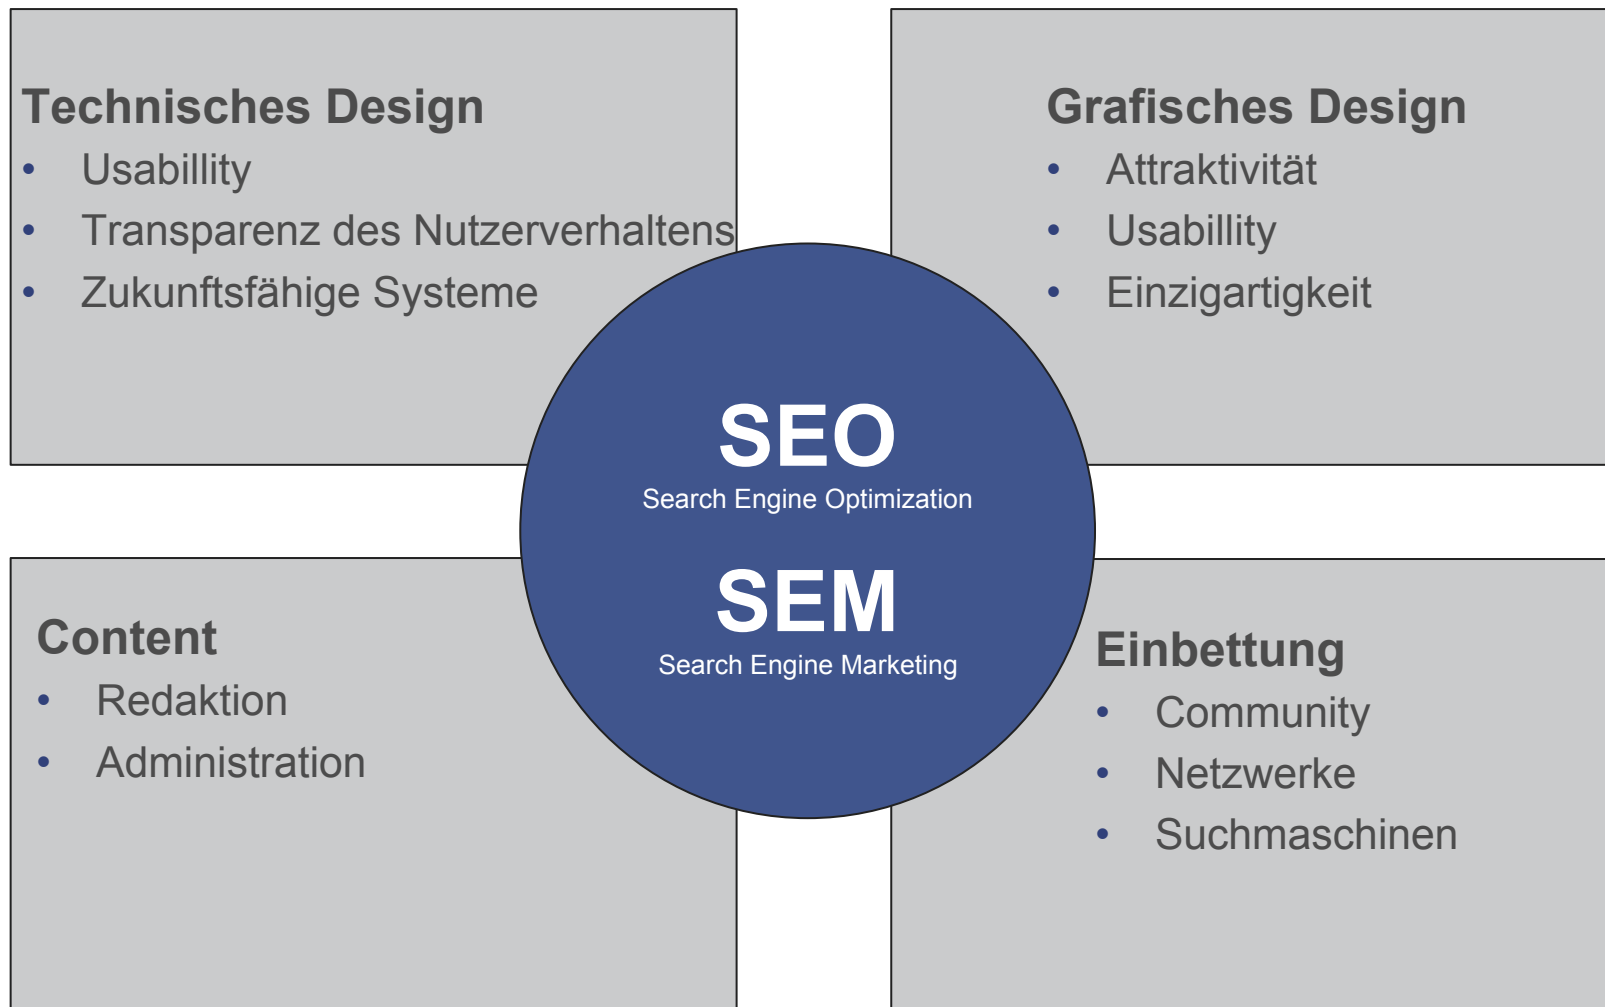 Technisches Design
• Usabillity
• Transparenz des Nutzerverhaltens
• Zukunftsfähige Systeme
Grafisches Design
• Attraktivität
• Usabillity
• Einzigartigkeit
SEO
Search Engine Optimization
SEM
Search Engine Marketing
Content
• Redaktion
• Administration
Einbettung
• Community
• Netzwerke
• Suchmaschinen